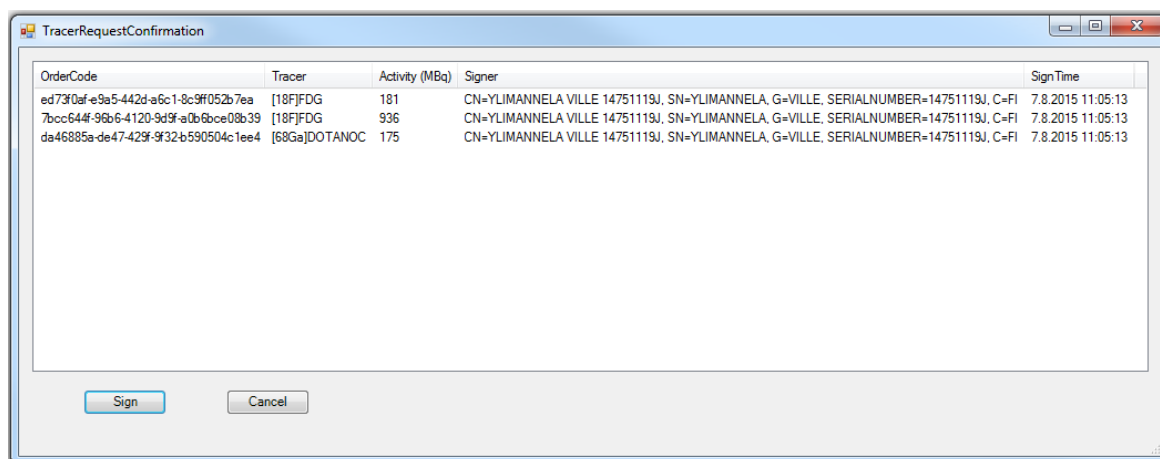 TracerRequestConfirmation
OrderCode Tracer Activity (MBq) Signer SignTime
ed73f0af-e9a5-442d-a6c1-8c9ff052b7ea [18F]FDG 181 CN=YLIMANNELA VILLE 14751119J, SN=YLIMANNELA, G=VILLE, SERIALNUMBER=14751119J, C=FI 7.8.2015 11:05:13
7bcc644f-96b6-4120-9d9f-a0b6bce08b39 [18F]FDG 936 CN=YLIMANNELA VILLE 14751119J, SN=YLIMANNELA, G=VILLE, SERIALNUMBER=14751119J, C=FI 7.8.2015 11:05:13
da46885a-de47-429f-9f32-b590504c1ee4 [68Ga]DOTANOC 175 CN=YLIMANNELA VILLE 14751119J, SN=YLIMANNELA, G=VILLE, SERIALNUMBER=14751119J, C=FI 7.8.2015 11:05:13
Sign Cancel